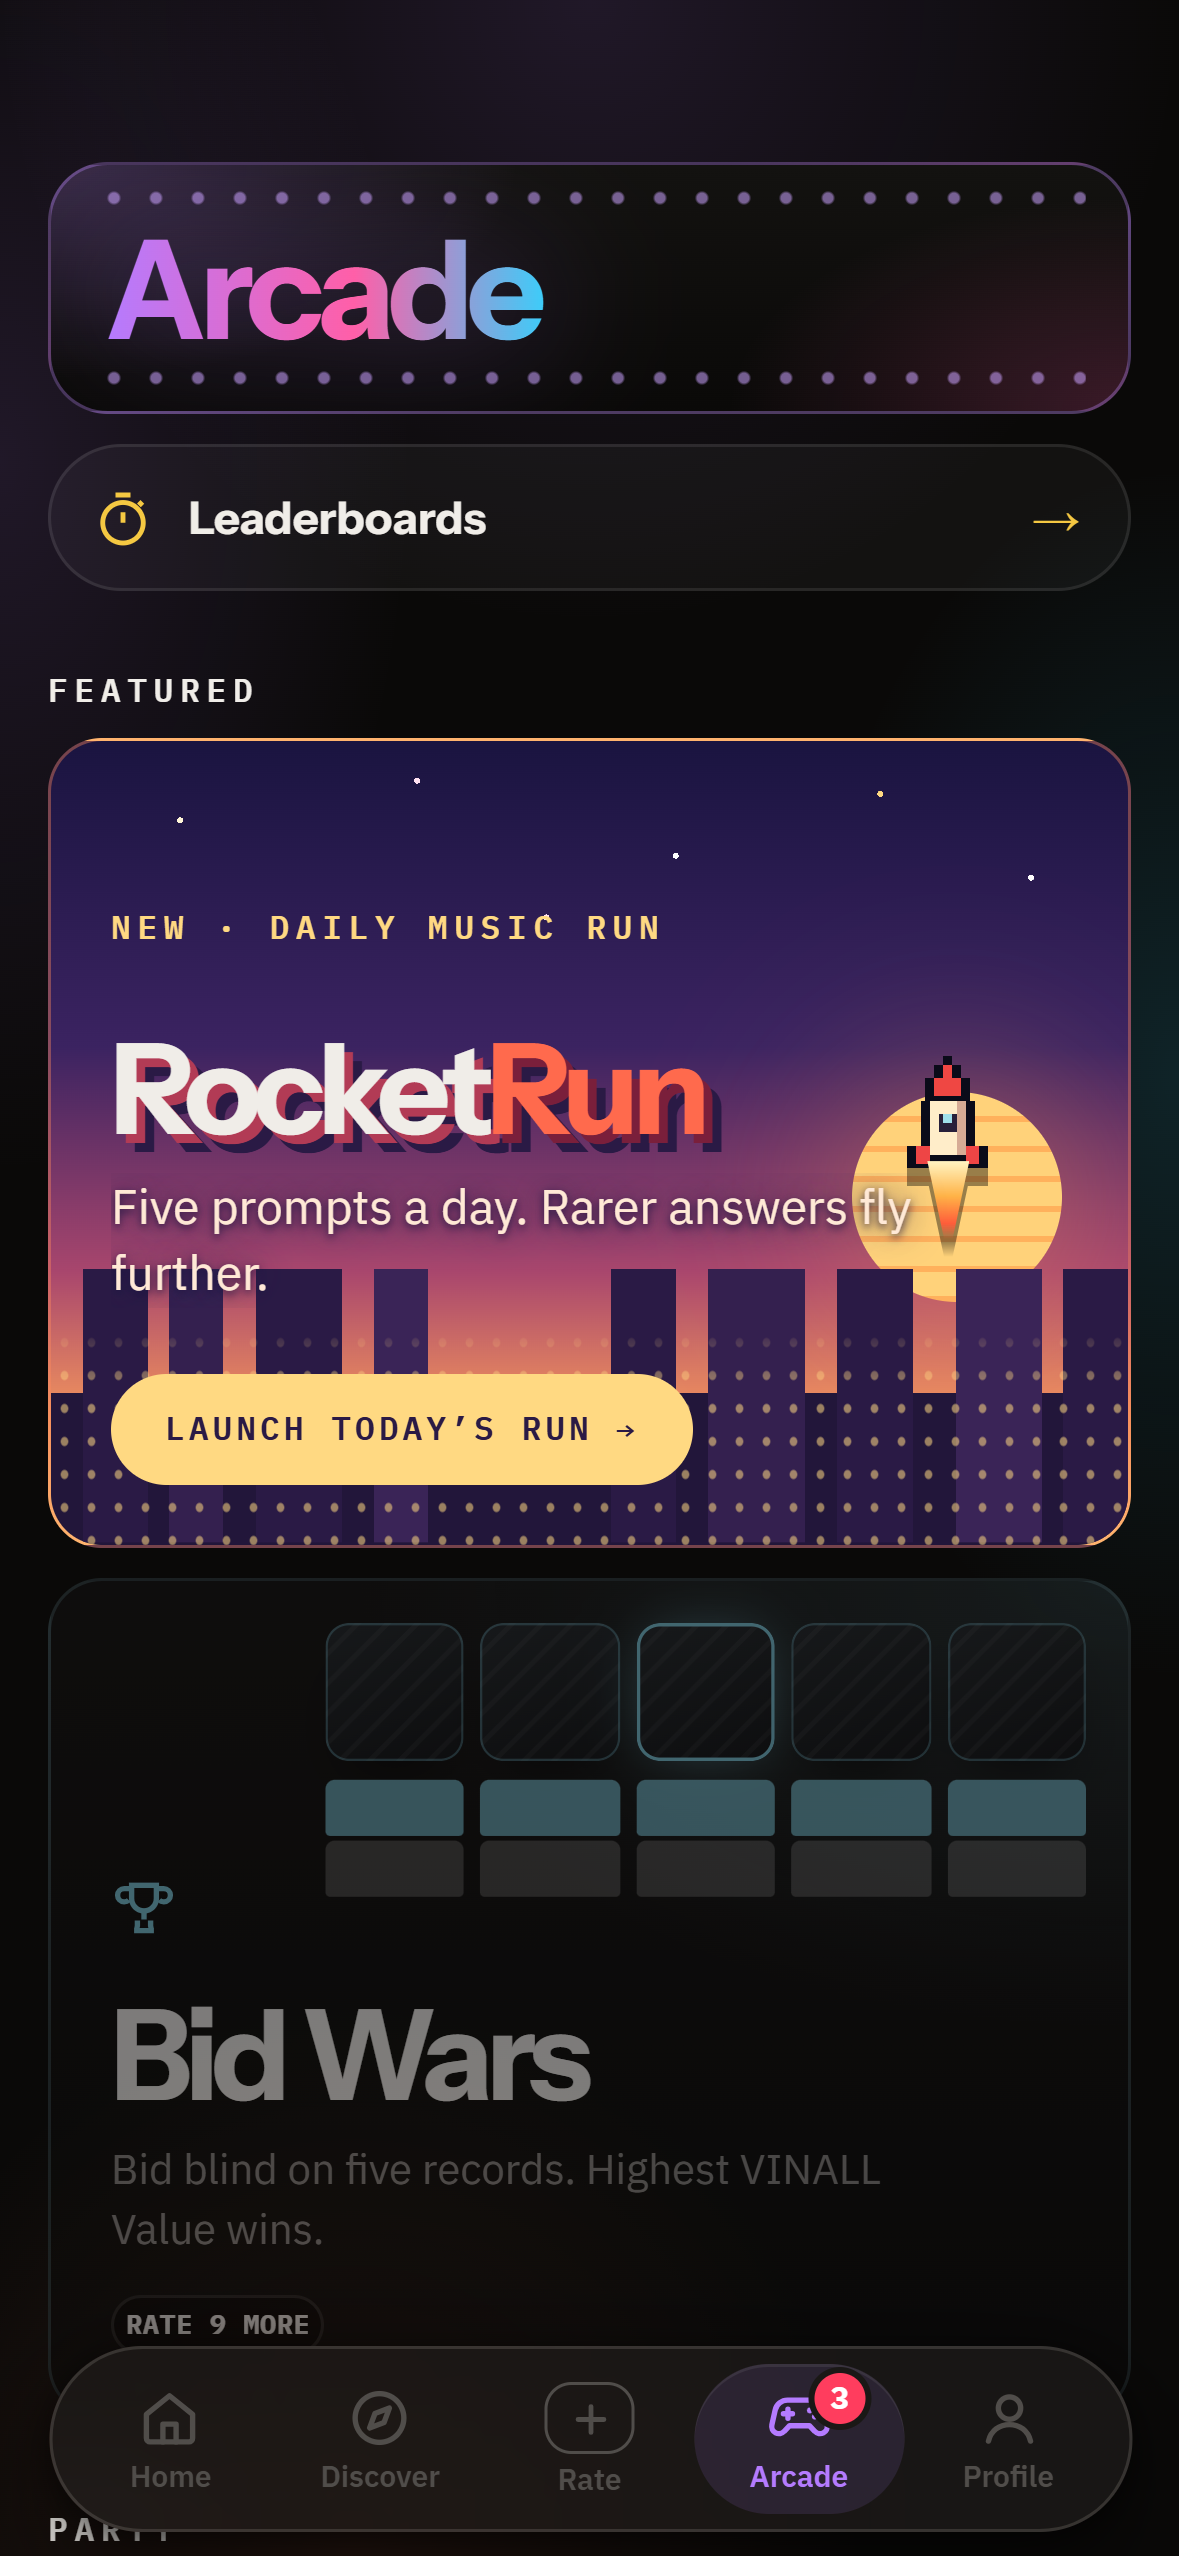 Arcade
Leaderboards →
FEATURED
NEW · DAILY MUSIC RUN
RocketRun
Five prompts a day. Rarer answers fly
further.
LAUNCH TODAY’S RUN →
Bid Wars
Bid blind on five records. Highest VINALL
Value wins.
RATE 9 MORE
3
Home Discover Rate Arcade Profile